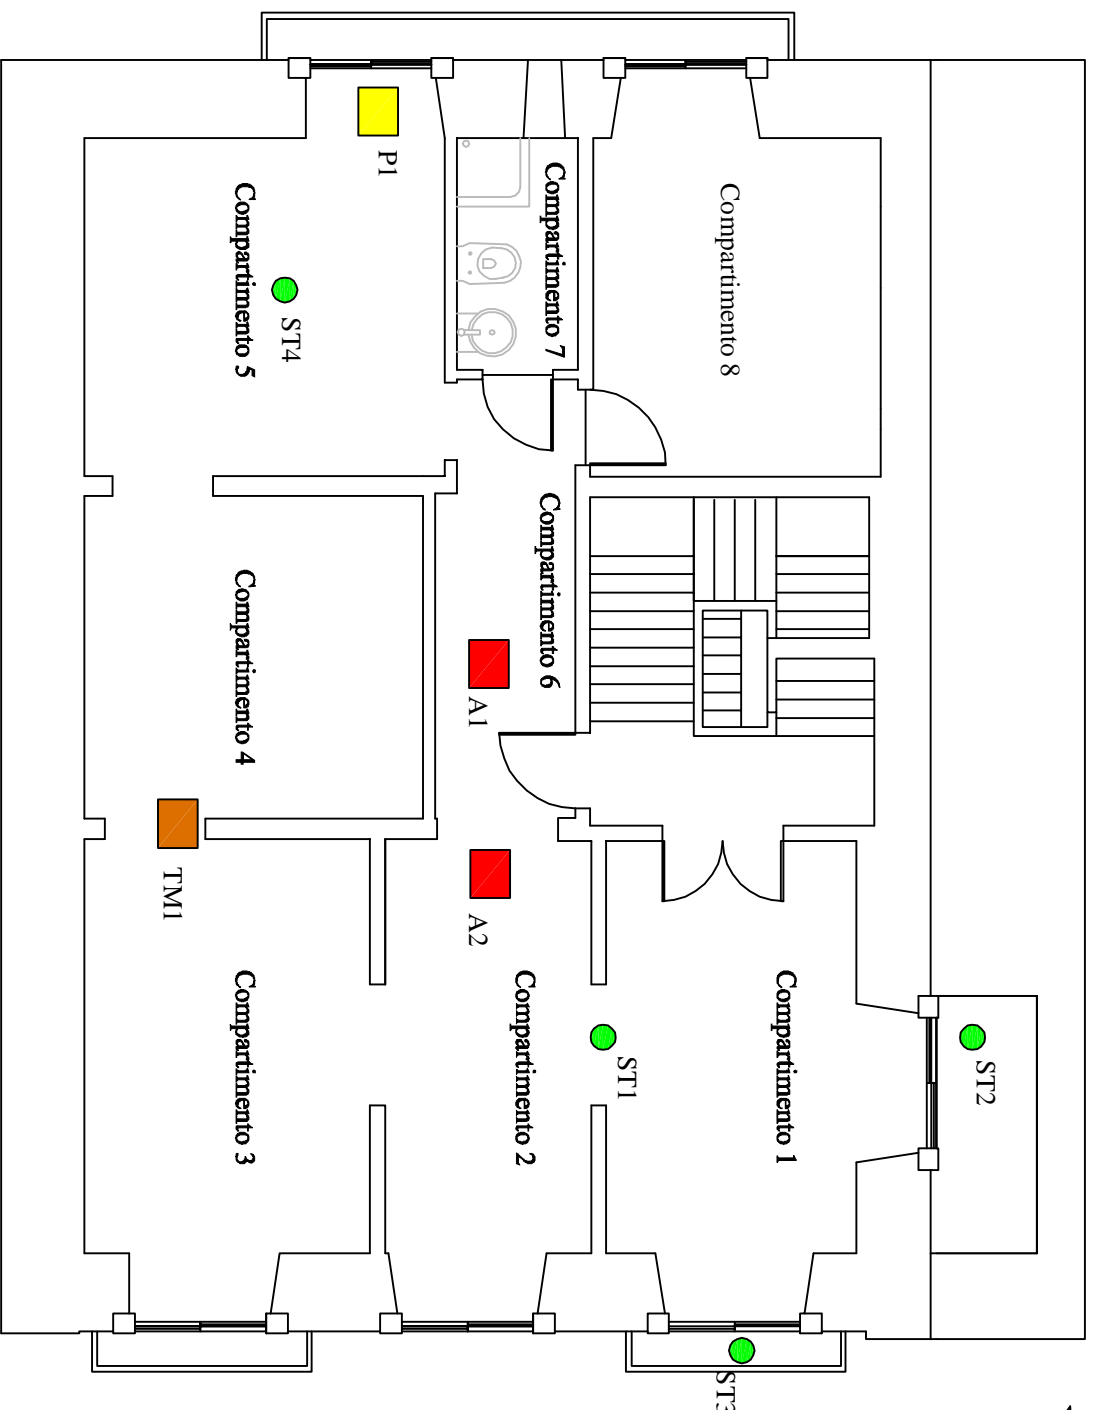 P1
Compartimento 5
ST4
Compartimento 7
Compartimento 8
Compartimento 6
A1
Compartimento 4
TM1
A2
Compartimento 3
Compartimento 2
ST1
Compartimento 1
ST2
ST3